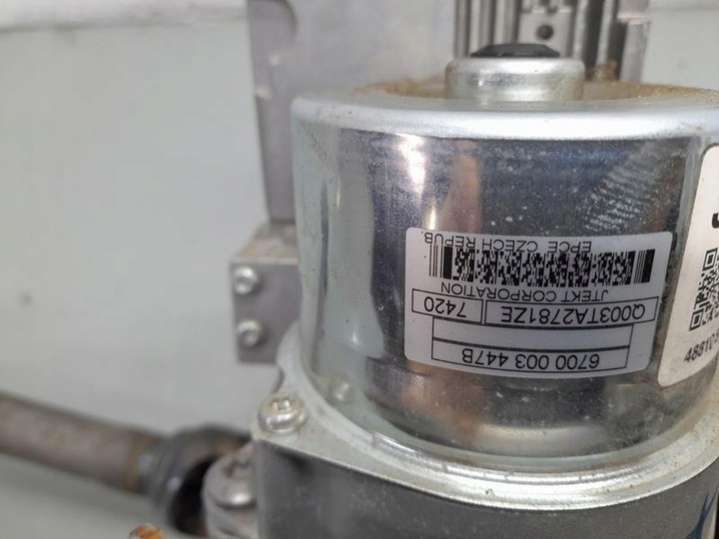 6700 003 447B
Q003TA2781ZE 7420
JTEKT CORPORATION
EPCE CZECH REPUB.